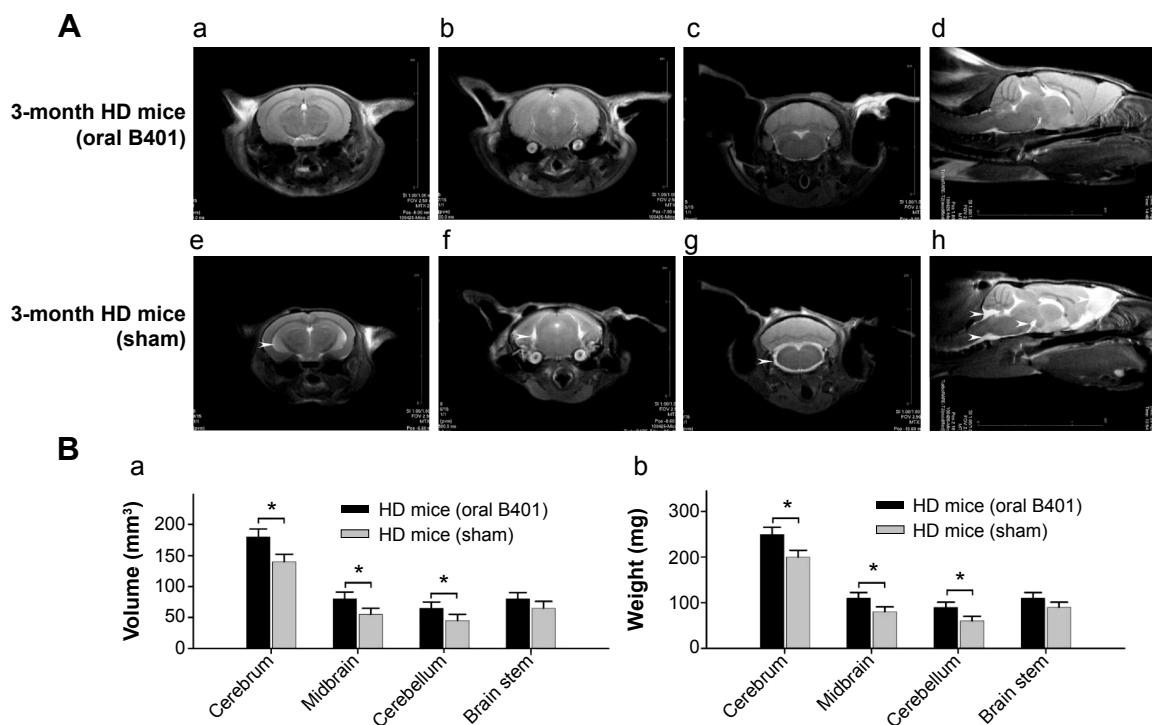 A
a b c d
3-month HD mice
(oral B401)
e f g h
3-month HD mice
(sham)
B
a
Volume (mm³)
200
150
100
50
0
HD mice (oral B401)
HD mice (sham)
*
*
*
Cerebrum Midbrain Cerebellum Brain stem
b
Weight (mg)
300
200
100
0
HD mice (oral B401)
HD mice (sham)
*
*
*
Cerebrum Midbrain Cerebellum Brain stem